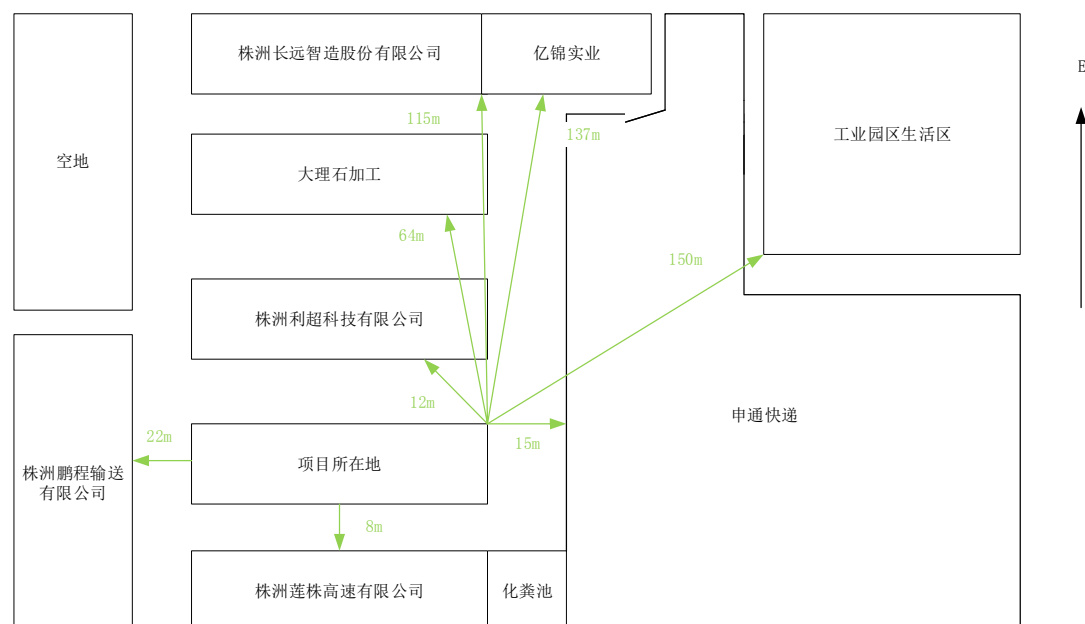 株洲长远智造股份有限公司
亿锦实业
E
115m
137m
工业园区生活区
空地
大理石加工
64m
150m
株洲利超科技有限公司
12m
申通快递
22m
15m
项目所在地
株洲鹏程输送
有限公司
8m
株洲莲株高速有限公司
化粪池